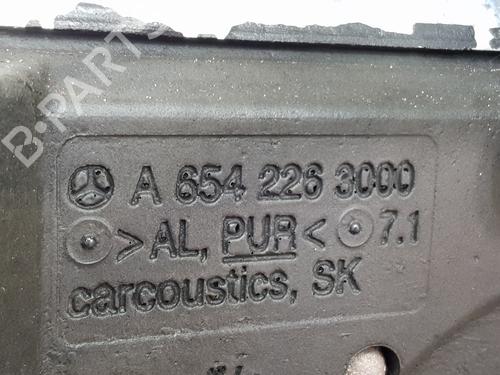 B-PARTS
A 654 226 3000
>AL, PUR< 7.1
carcoustics, SK